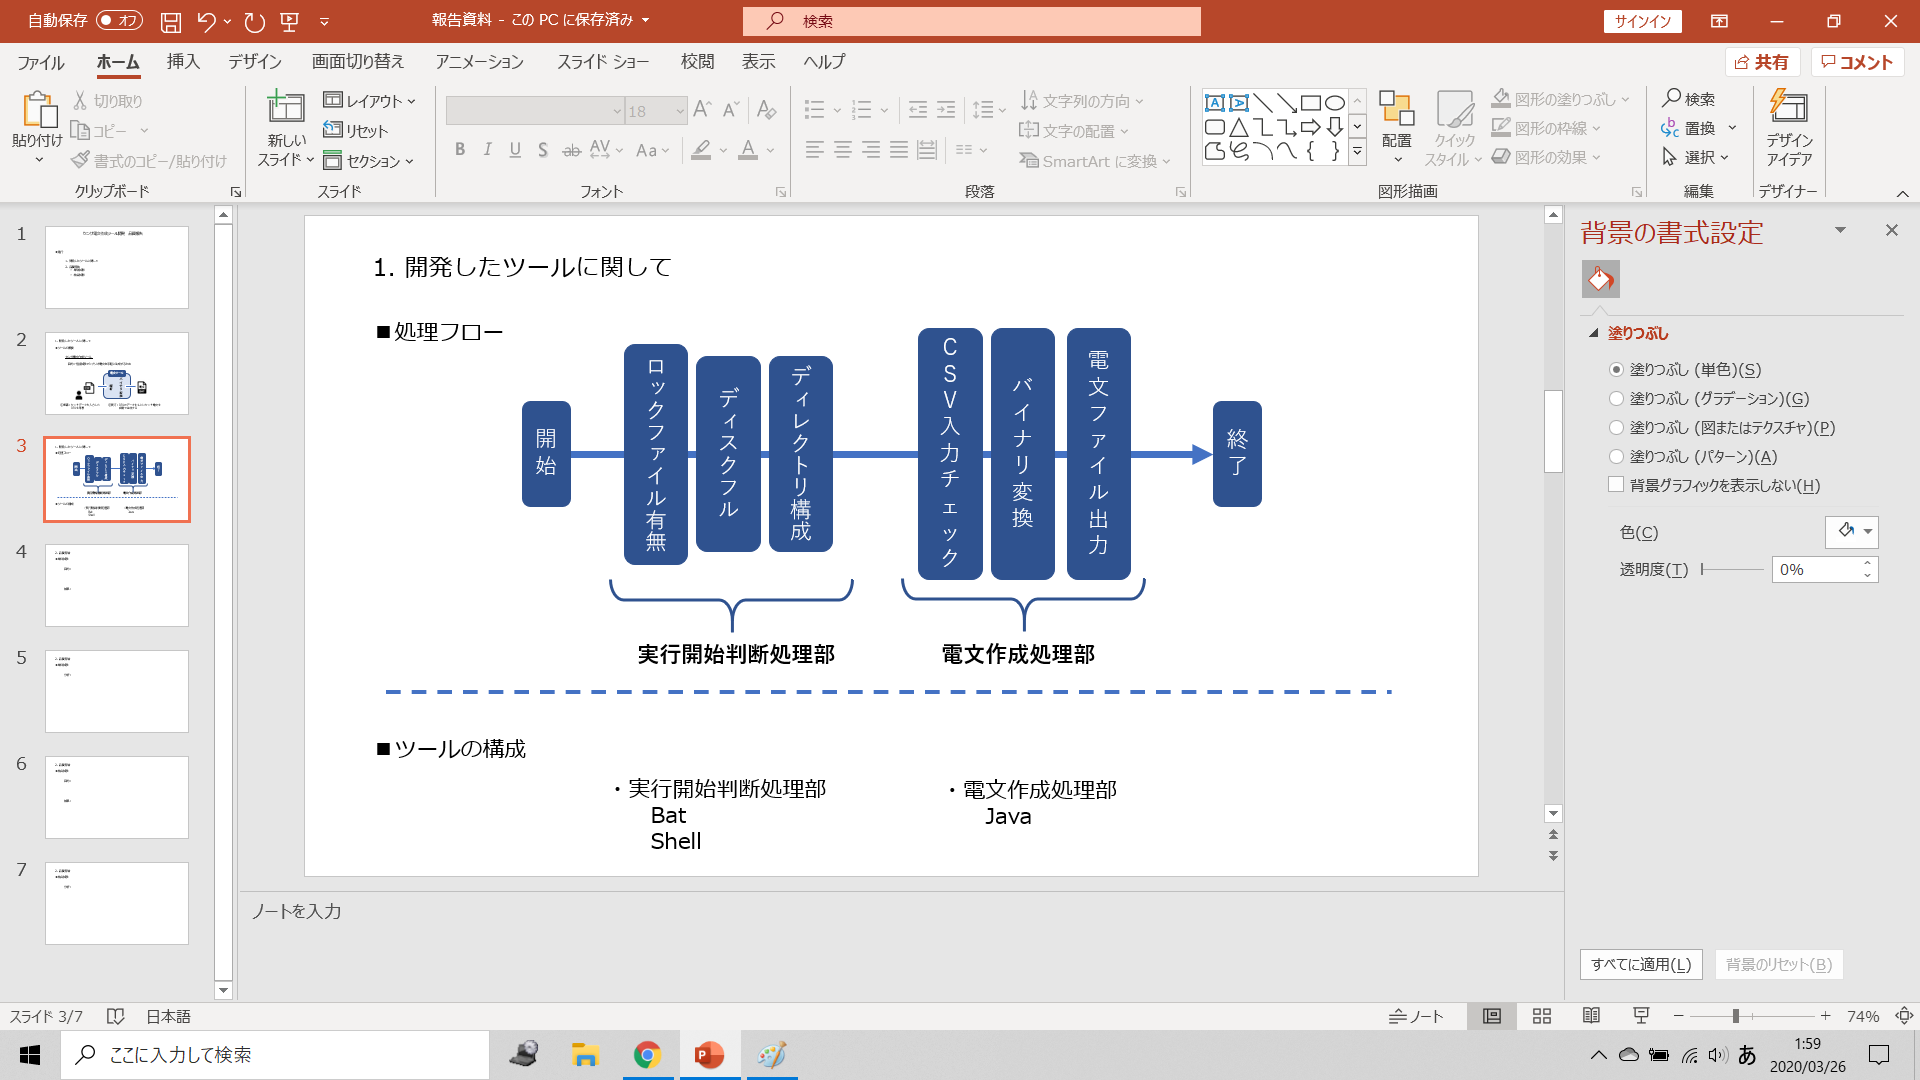 自動保存 オフ
報告資料 - この PC に保存済み
検索
サインイン
ファイル ホーム 挿入 デザイン 画面切り替え アニメーション スライド ショー 校閲 表示 ヘルプ
共有 コメント
貼り付け
切り取り
コピー
書式のコピー/貼り付け
クリップボード
新しい
スライド
レイアウト
リセット
セクション
スライド
18
B I U S ab AV Aa A
フォント
文字列の方向
文字の配置
SmartArt に変換
段落
配置
クイック
スタイル
図形の塗りつぶし
図形の枠線
図形の効果
図形描画
検索
置換
選択
編集
デザイン
アイデア
デザイナー
1
2
3
4
5
6
7
1. 開発したツールに関して
■処理フロー
開始
ロックファイル有無
ディスクフル
ディレクトリ構成
CSV入力チェック
バイナリ変換
電文ファイル出力
終了
実行開始判断処理部
電文作成処理部
■ツールの構成
・実行開始判断処理部
Bat
Shell
・電文作成処理部
Java
ノートを入力
背景の書式設定
塗りつぶし
塗りつぶし (単色)(S)
塗りつぶし (グラデーション)(G)
塗りつぶし (図またはテクスチャ)(P)
塗りつぶし (パターン)(A)
背景グラフィックを表示しない(H)
色(C)
透明度(T) 0%
すべてに適用(L) 背景のリセット(B)
スライド 3/7 日本語
ノート
74%
ここに入力して検索
あ
1:59
2020/03/26